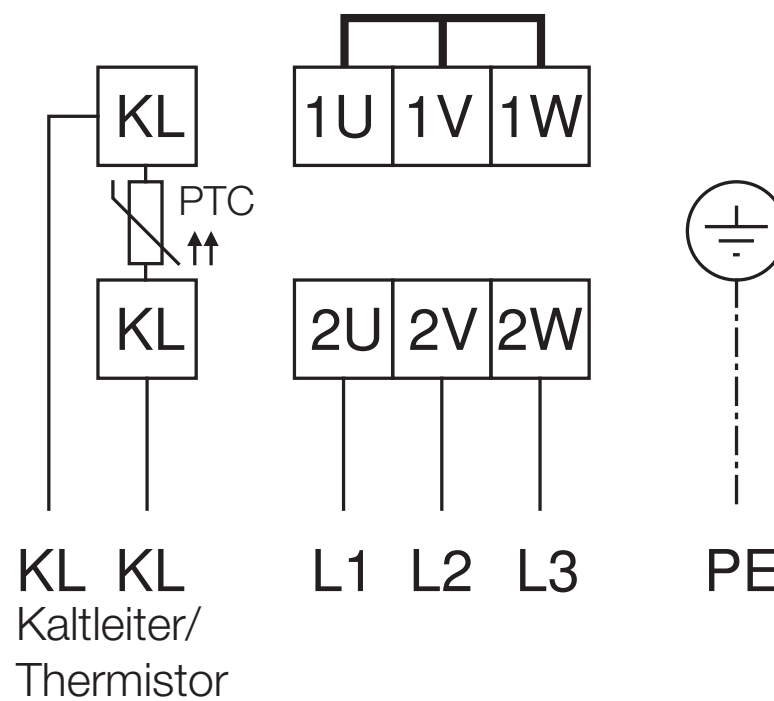 KL 1U 1V 1W
PTC
KL 2U 2V 2W
KL KL L1 L2 L3 PE
Kaltleiter/
Thermistor